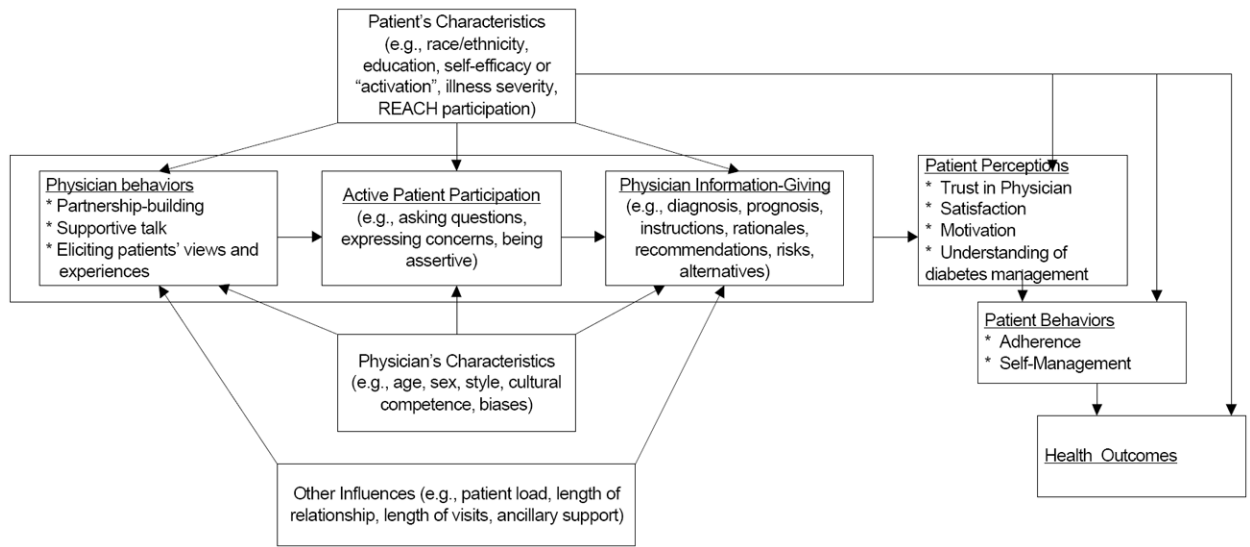 Patient’s Characteristics
(e.g., race/ethnicity,
education, self-efficacy or
“activation”, illness severity,
REACH participation)
Physician behaviors
* Partnership-building
* Supportive talk
* Eliciting patients’ views and
experiences
Active Patient Participation
(e.g., asking questions,
expressing concerns, being
assertive)
Physician Information-Giving
(e.g., diagnosis, prognosis,
instructions, rationales,
recommendations, risks,
alternatives)
Patient Perceptions
* Trust in Physician
* Satisfaction
* Motivation
* Understanding of
diabetes management
Patient Behaviors
* Adherence
* Self-Management
Physician’s Characteristics
(e.g., age, sex, style, cultural
competence, biases)
Health Outcomes
Other Influences (e.g., patient load, length of
relationship, length of visits, ancillary support)